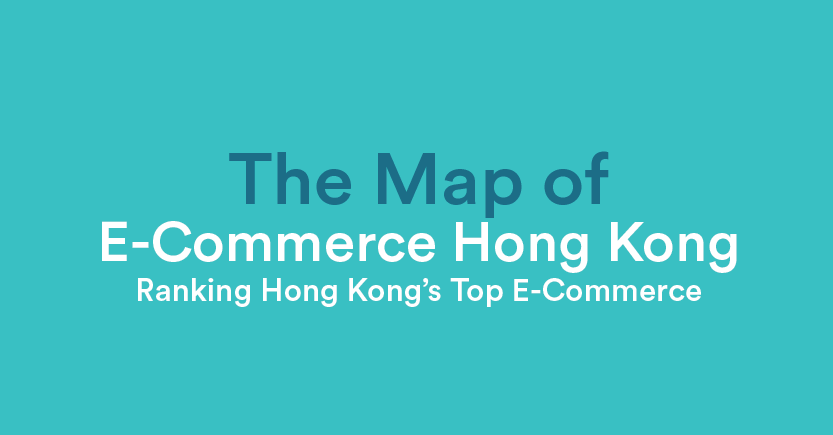 The Map of
E-Commerce Hong Kong
Ranking Hong Kong’s Top E-Commerce